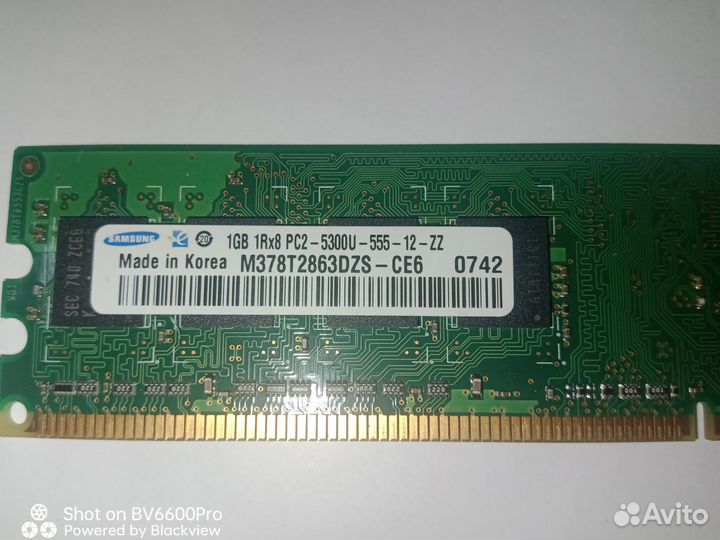 SAMSUNG 20 1GB 1Rx8 PC2-5300U-555-12-ZZ
Made in Korea M378T2863DZS-CE6 0742
SEC 740 ZCE6
Shot on BV6600Pro
Powered by Blackview
Avito